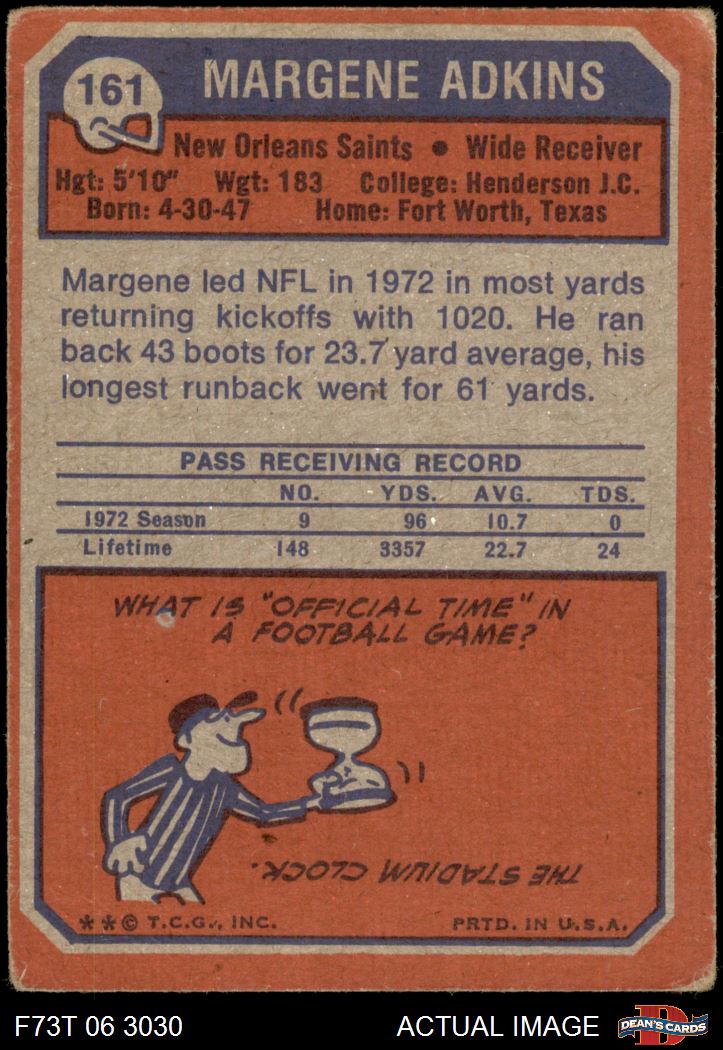 161 MARGENE ADKINS
New Orleans Saints • Wide Receiver
Hgt: 5'10" Wgt: 183 College: Henderson J.C.
Born: 4-30-47 Home: Fort Worth, Texas
Margene led NFL in 1972 in most yards
returning kickoffs with 1020. He ran
back 43 boots for 23.7 yard average, his
longest runback went for 61 yards.
PASS RECEIVING RECORD
NO. YDS. AVG. TDS.
1972 Season 9 96 10.7 0
Lifetime 148 3357 22.7 24
WHAT IS "OFFICIAL TIME" IN
A FOOTBALL GAME?
THE STADIUM CLOCK.
** © T.C.G., INC. PRTD. IN U.S.A.
F73T 06 3030 ACTUAL IMAGE D DEAN'S CARDS